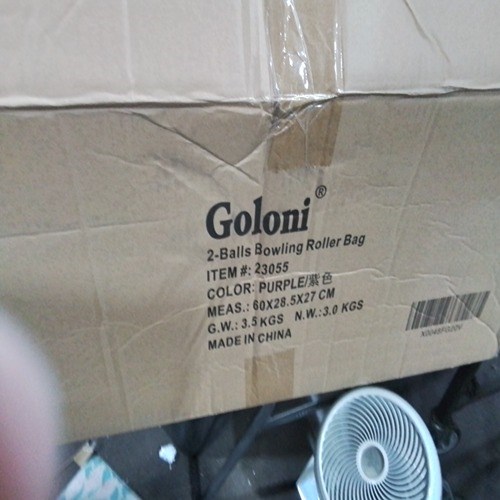 Goloni®
2-Balls Bowling Roller Bag
ITEM #: 23055
COLOR: PURPLE/紫色
MEAS.: 60X28.5X27 CM
G.W.: 3.5 KGS N.W.:3.0 KGS
MADE IN CHINA